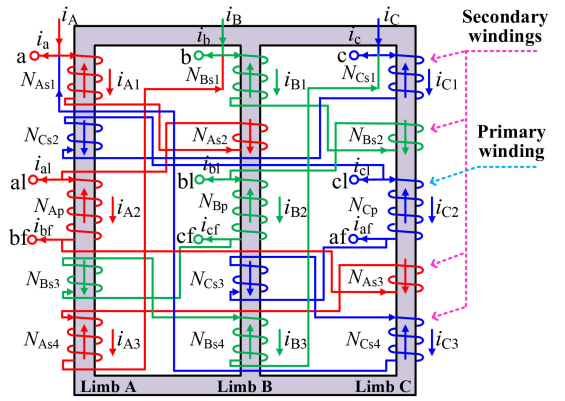 iA iB iC
ia ib ic
a b c
Secondary windings
NAs1 iA1 NBs1 iB1 NCs1 iC1
NCs2 NAs2 NBs2
Primary winding
ial ibl icl
al bl cl
NAp iA2 NBp iB2 NCp iC2
ibf icf iaf
bf cf af
NBs3 NCs3 NAs3
NAs4 iA3 NBs4 iB3 NCs4 iC3
Limb A Limb B Limb C